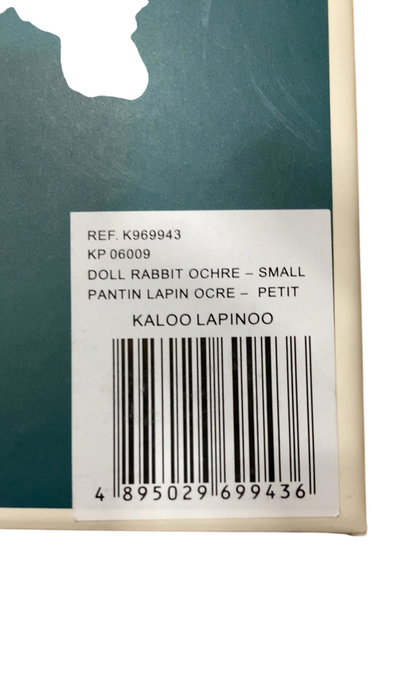 REF. K969943
KP 06009
DOLL RABBIT OCHRE – SMALL
PANTIN LAPIN OCRE – PETIT
KALOO LAPINOO
4 895029 699436